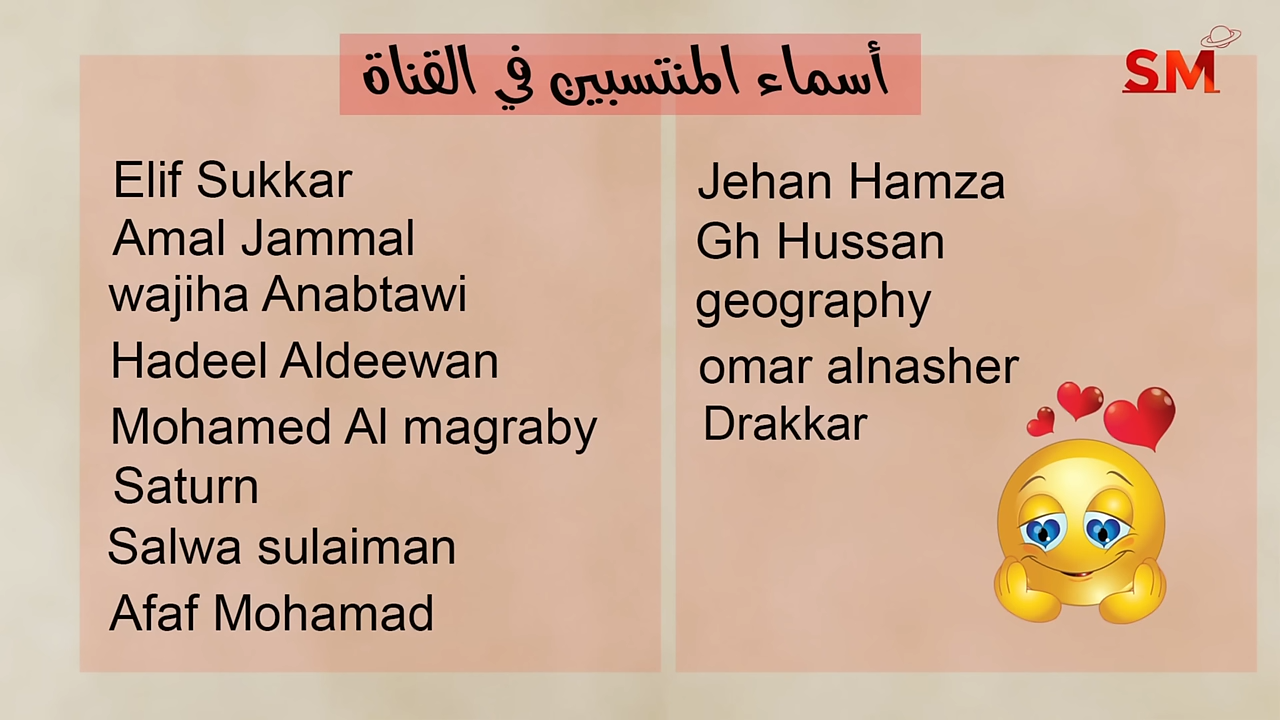 أسماء المنتسبين في القناة
SM
Elif Sukkar
Amal Jammal
wajiha Anabtawi
Hadeel Aldeewan
Mohamed Al magraby
Saturn
Salwa sulaiman
Afaf Mohamad
Jehan Hamza
Gh Hussan
geography
omar alnasher
Drakkar